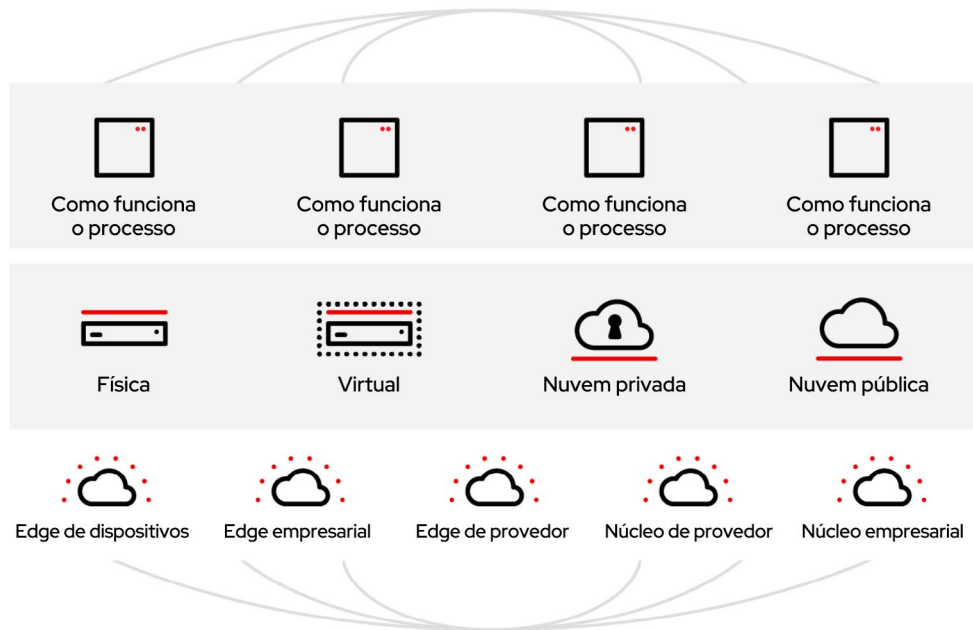 Como funciona
o processo
Como funciona
o processo
Como funciona
o processo
Como funciona
o processo
Física
Virtual
Nuvem privada
Nuvem pública
Edge de dispositivos
Edge empresarial
Edge de provedor
Núcleo de provedor
Núcleo empresarial